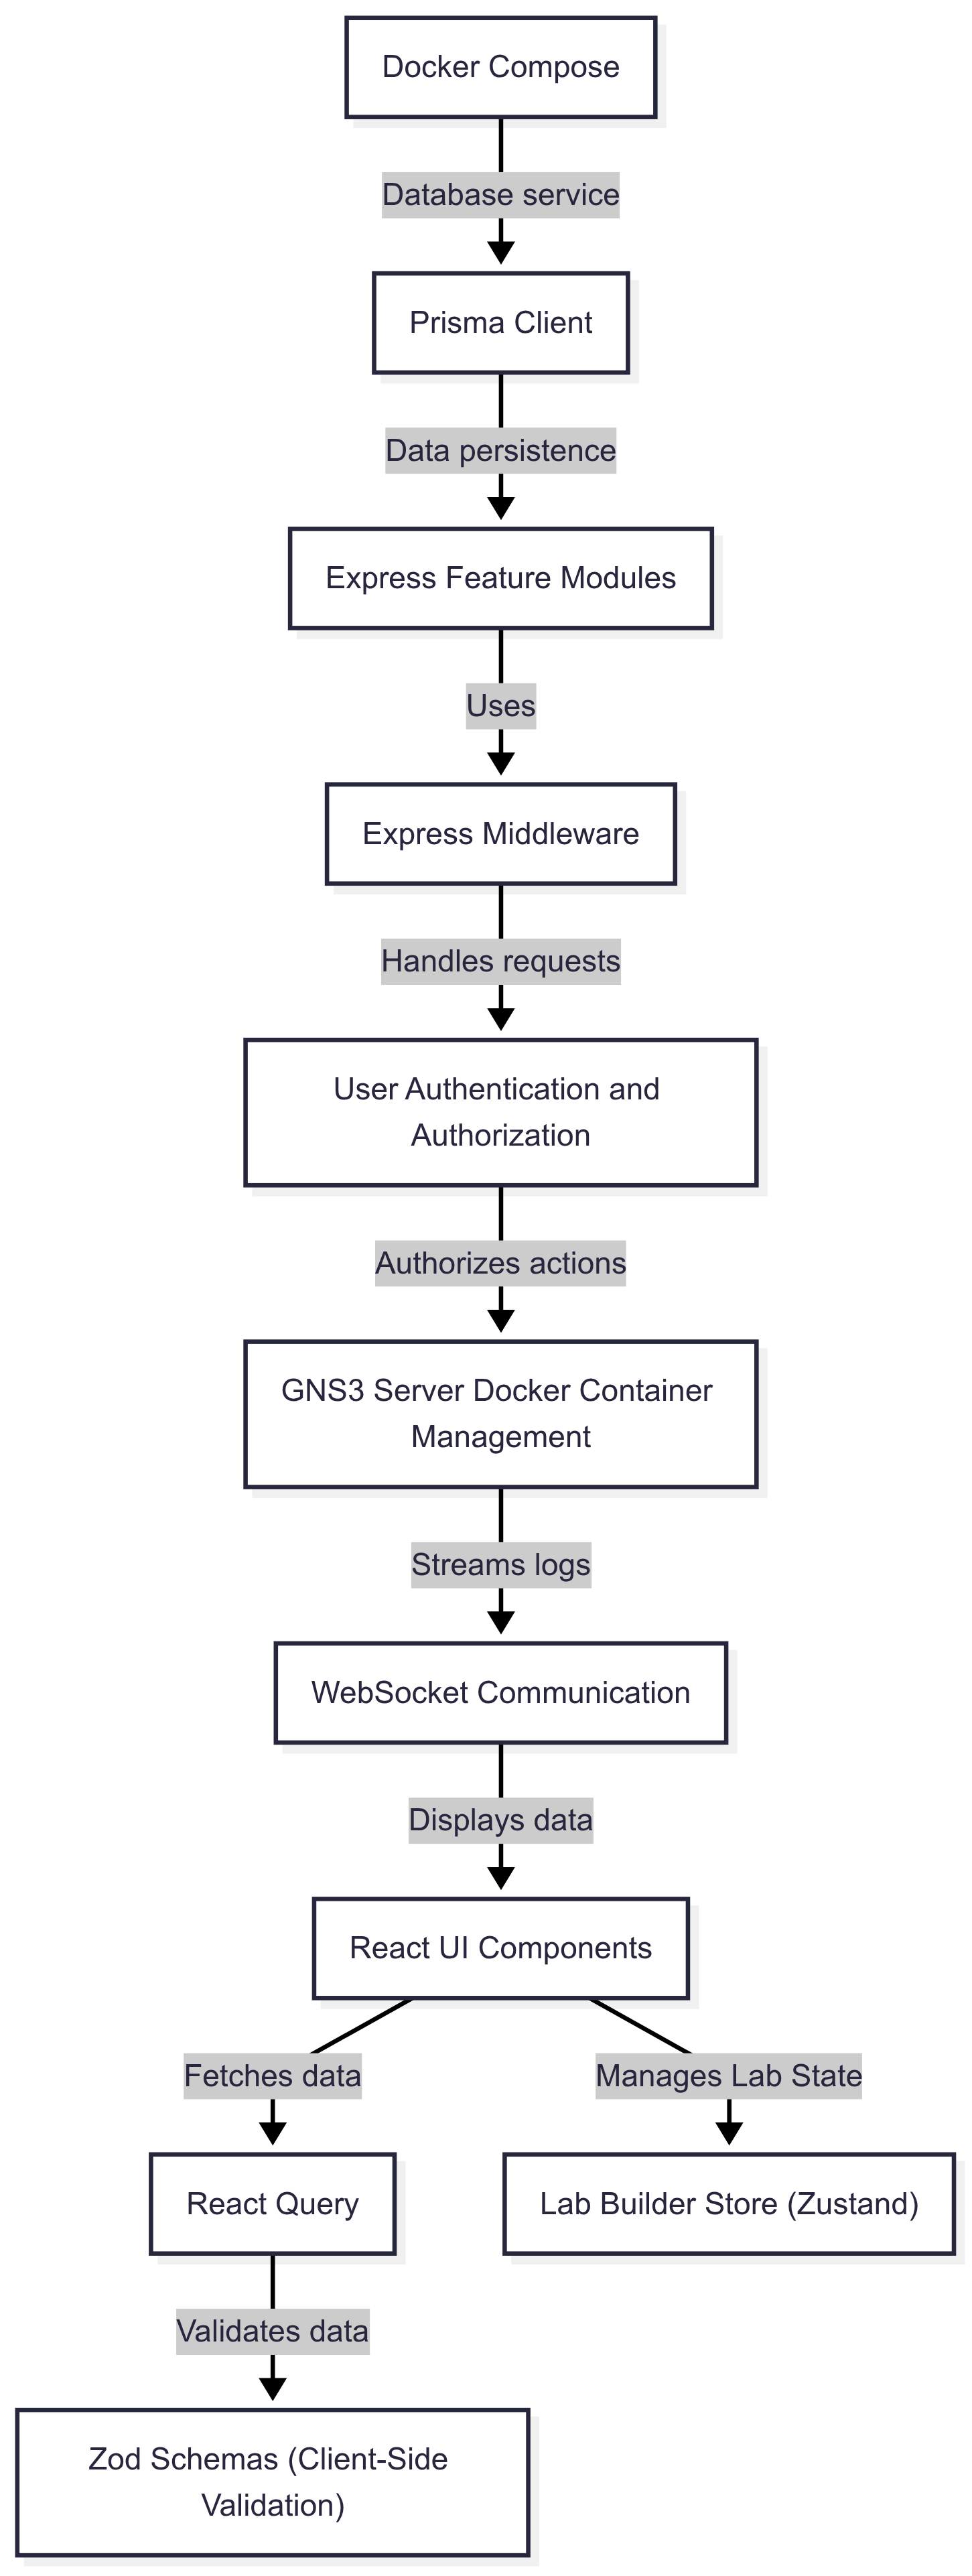 Docker Compose
Database service
Prisma Client
Data persistence
Express Feature Modules
Uses
Express Middleware
Handles requests
User Authentication and
Authorization
Authorizes actions
GNS3 Server Docker Container
Management
Streams logs
WebSocket Communication
Displays data
React UI Components
Fetches data
Manages Lab State
React Query
Lab Builder Store (Zustand)
Validates data
Zod Schemas (Client-Side
Validation)